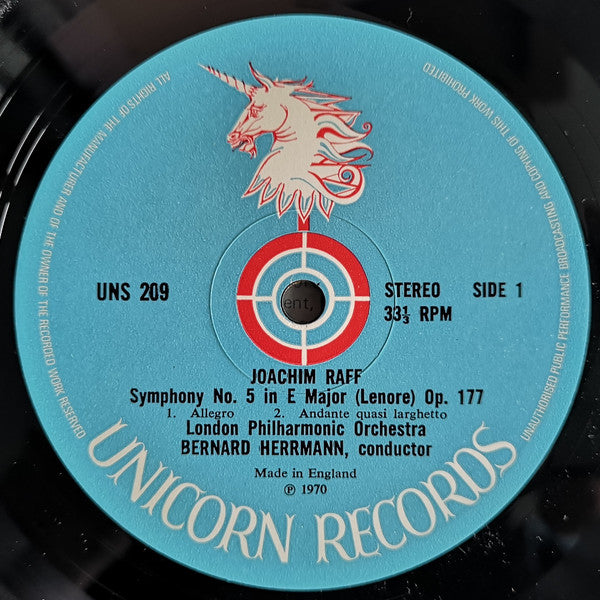 ALL RIGHTS OF THE MANUFACTURER AND OF THE OWNER OF THE RECORDED WORK RESERVED
UNAUTHORISED PUBLIC PERFORMANCE BROADCASTING AND COPYING OF THIS WORK PROHIBITED
UNS 209
STEREO SIDE 1
33⅓ RPM
ent,
JOACHIM RAFF
Symphony No. 5 in E Major (Lenore) Op. 177
1. Allegro 2. Andante quasi larghetto
London Philharmonic Orchestra
BERNARD HERRMANN, conductor
Made in England
℗ 1970
UNICORN RECORDS